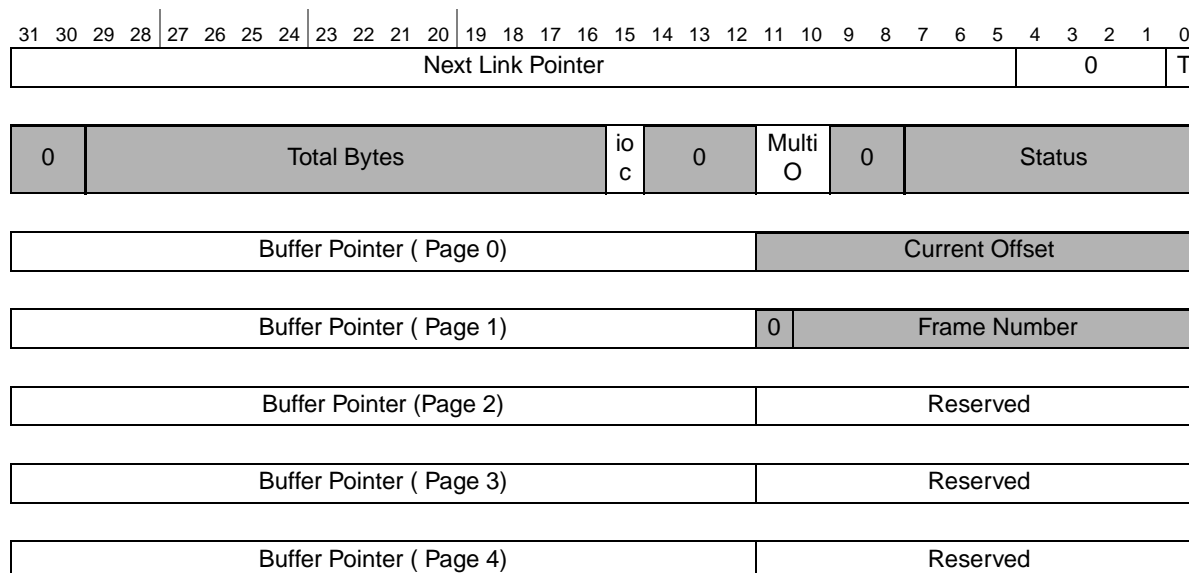 31 30 29 28 27 26 25 24 23 22 21 20 19 18 17 16 15 14 13 12 11 10 9 8 7 6 5 4 3 2 1 0
Next Link Pointer 0 T
0 Total Bytes io c 0 Multi O 0 Status
Buffer Pointer ( Page 0) Current Offset
Buffer Pointer ( Page 1) 0 Frame Number
Buffer Pointer (Page 2) Reserved
Buffer Pointer ( Page 3) Reserved
Buffer Pointer ( Page 4) Reserved